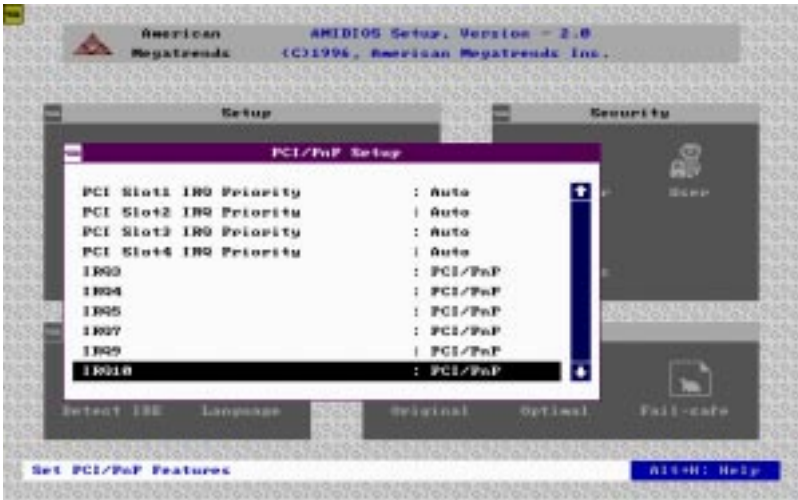 American Megatrends
AMIBIOS Setup, Version - 2.0
(C)1996, American Megatrends Inc.
Setup
Security
PCI/PnP Setup
PCI Slot1 IRQ Priority : Auto
PCI Slot2 IRQ Priority : Auto
PCI Slot3 IRQ Priority : Auto
PCI Slot4 IRQ Priority : Auto
IRQ3 : PCI/PnP
IRQ4 : PCI/PnP
IRQ5 : PCI/PnP
IRQ7 : PCI/PnP
IRQ9 : PCI/PnP
IRQ10 : PCI/PnP
User
Detect IDE
Language
Original
Optimal
Fail-safe
Set PCI/PnP Features
Alt+H: Help